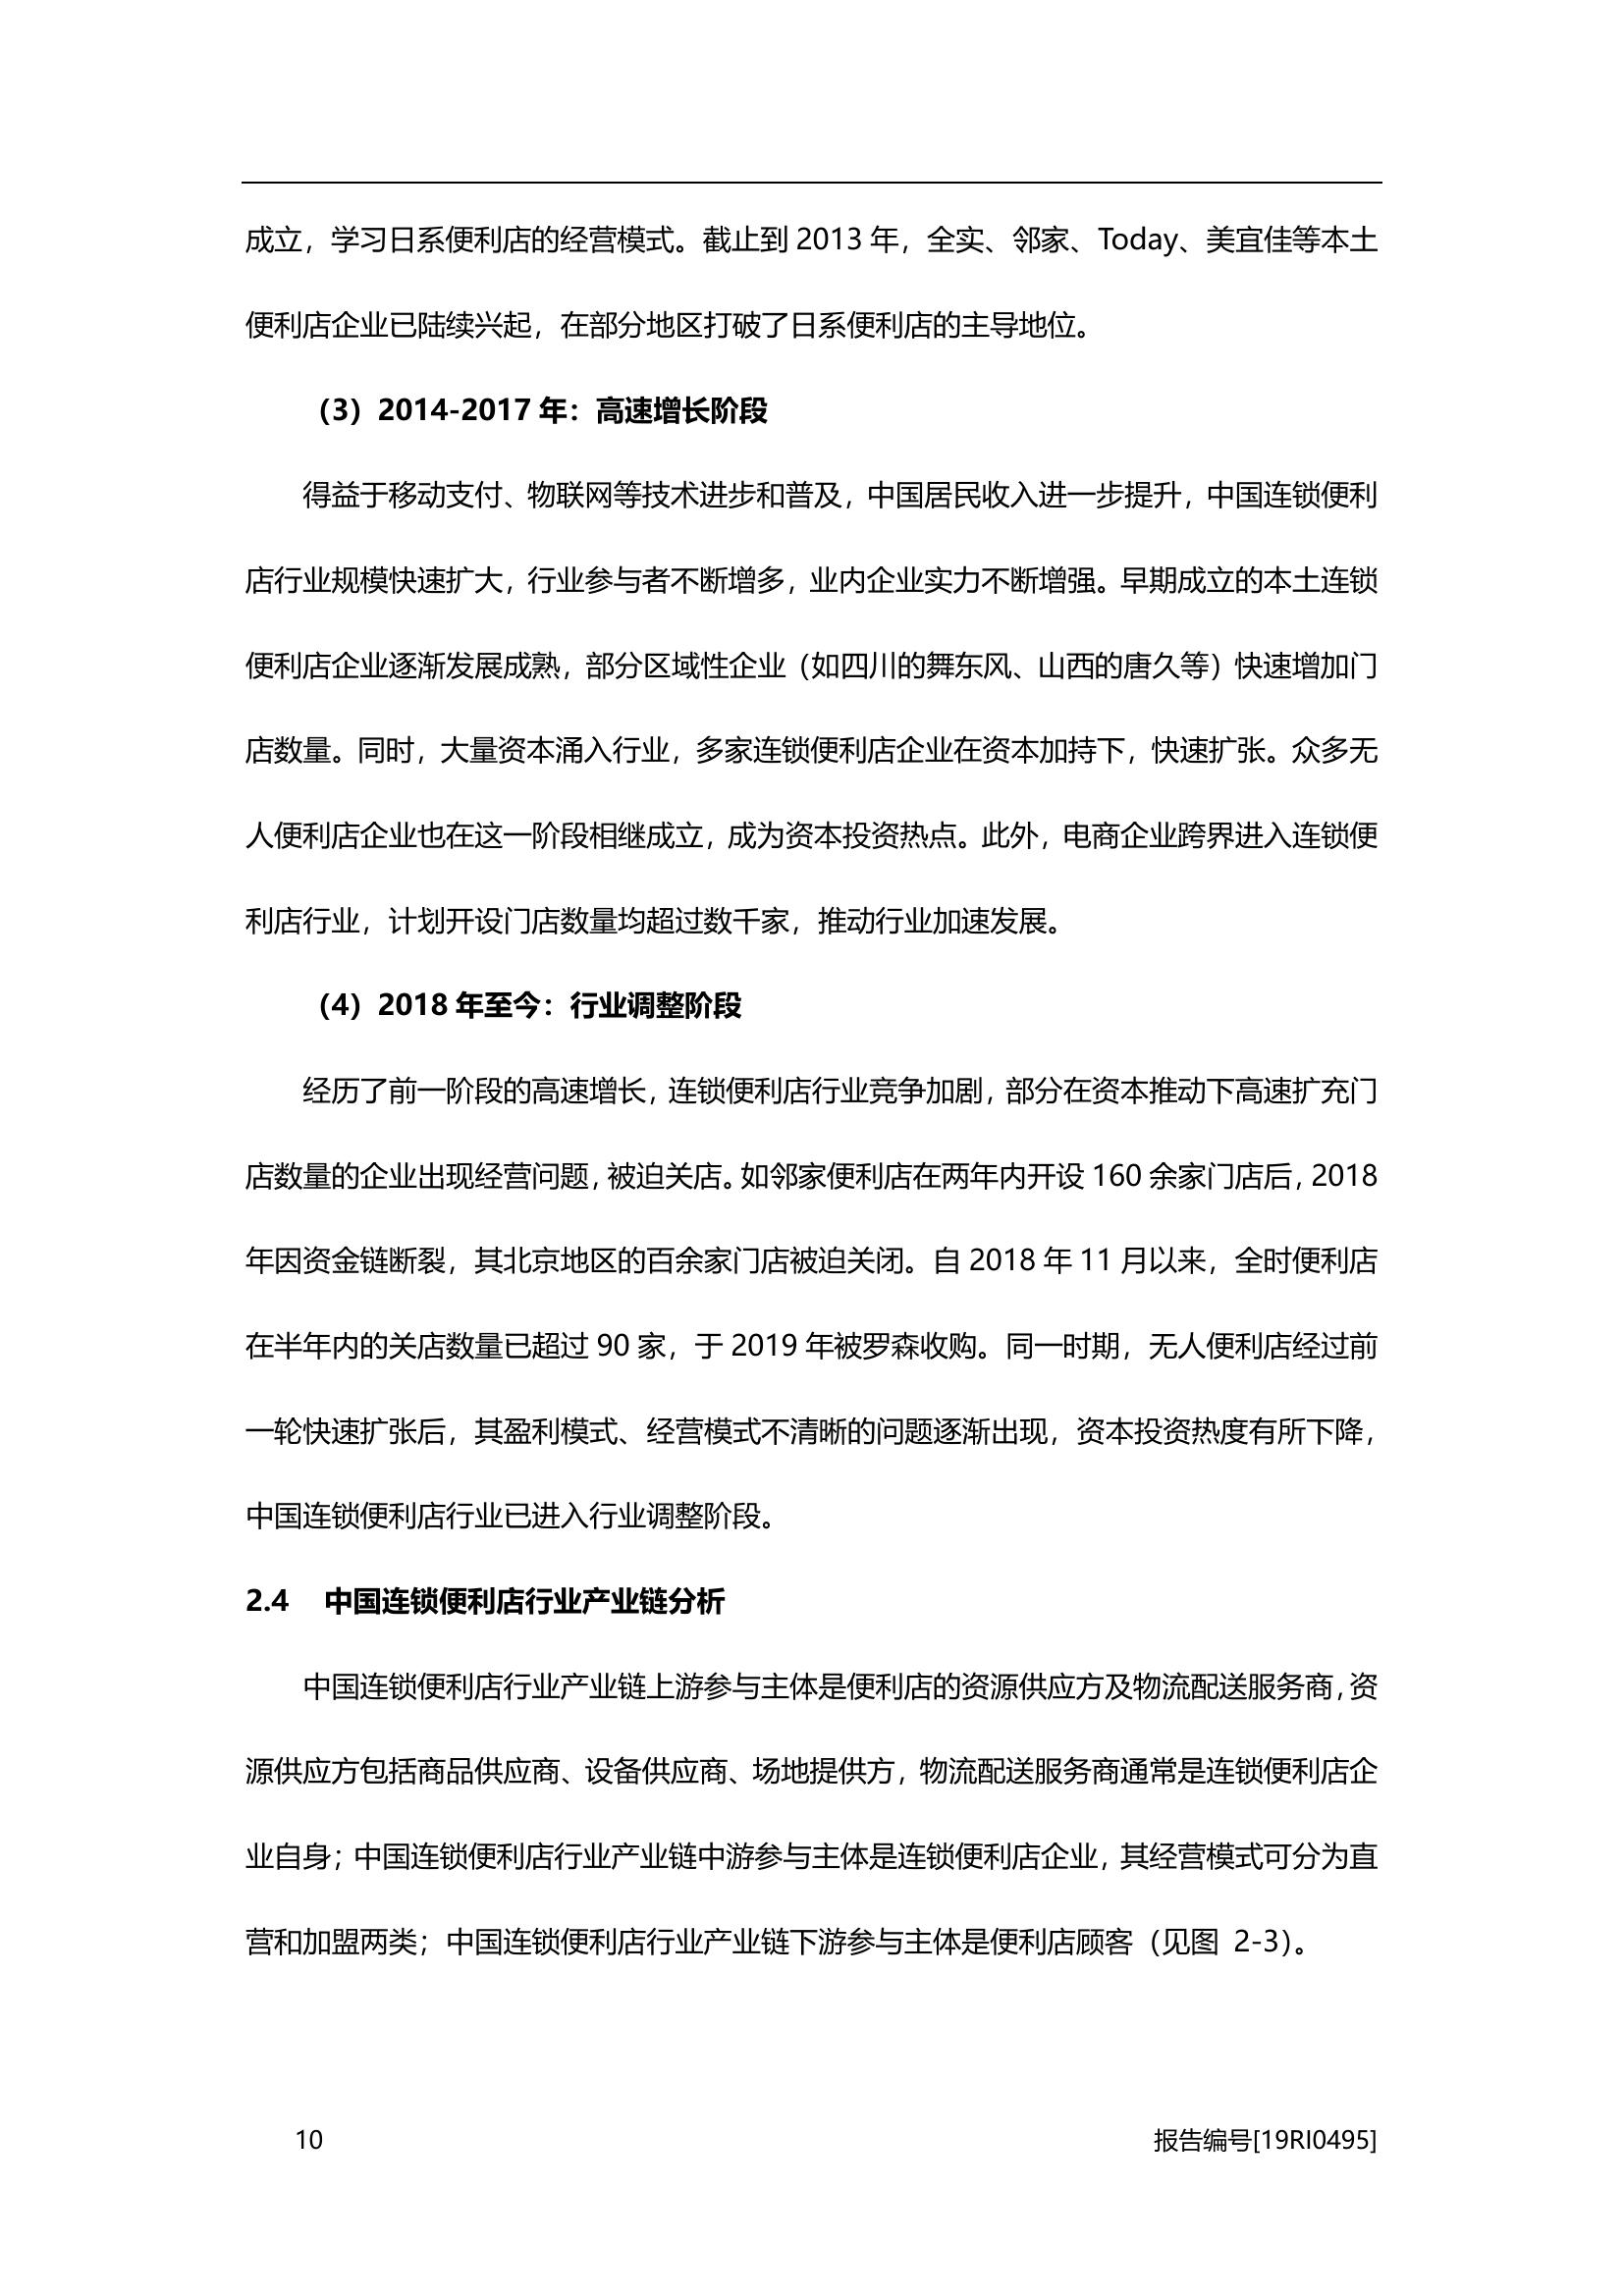 成立，学习日系便利店的经营模式。截止到 2013 年，全实、邻家、Today、美宜佳等本土
便利店企业已陆续兴起，在部分地区打破了日系便利店的主导地位。
（3）2014-2017 年：高速增长阶段
得益于移动支付、物联网等技术进步和普及，中国居民收入进一步提升，中国连锁便利
店行业规模快速扩大，行业参与者不断增多，业内企业实力不断增强。早期成立的本土连锁
便利店企业逐渐发展成熟，部分区域性企业（如四川的舞东风、山西的唐久等）快速增加门
店数量。同时，大量资本涌入行业，多家连锁便利店企业在资本加持下，快速扩张。众多无
人便利店企业也在这一阶段相继成立，成为资本投资热点。此外，电商企业跨界进入连锁便
利店行业，计划开设门店数量均超过数千家，推动行业加速发展。
（4）2018 年至今：行业调整阶段
经历了前一阶段的高速增长，连锁便利店行业竞争加剧，部分在资本推动下高速扩充门
店数量的企业出现经营问题，被迫关店。如邻家便利店在两年内开设 160 余家门店后，2018
年因资金链断裂，其北京地区的百余家门店被迫关闭。自 2018 年 11 月以来，全时便利店
在半年内的关店数量已超过 90 家，于 2019 年被罗森收购。同一时期，无人便利店经过前
一轮快速扩张后，其盈利模式、经营模式不清晰的问题逐渐出现，资本投资热度有所下降，
中国连锁便利店行业已进入行业调整阶段。
2.4 中国连锁便利店行业产业链分析
中国连锁便利店行业产业链上游参与主体是便利店的资源供应方及物流配送服务商，资
源供应方包括商品供应商、设备供应商、场地提供方，物流配送服务商通常是连锁便利店企
业自身；中国连锁便利店行业产业链中游参与主体是连锁便利店企业，其经营模式可分为直
营和加盟两类；中国连锁便利店行业产业链下游参与主体是便利店顾客（见图 2-3）。
10 报告编号[19RI0495]